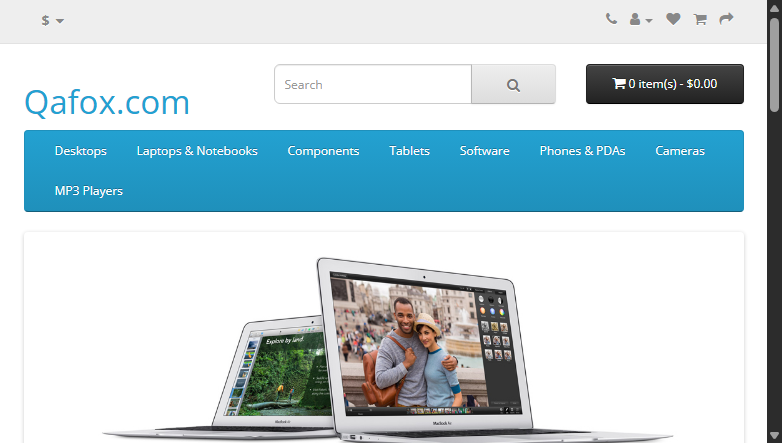 $
Qafox.com
Search
0 item(s) - $0.00
Desktops
Laptops & Notebooks
Components
Tablets
Software
Phones & PDAs
Cameras
MP3 Players
Explore by land.
MacBook Air
MacBook Air